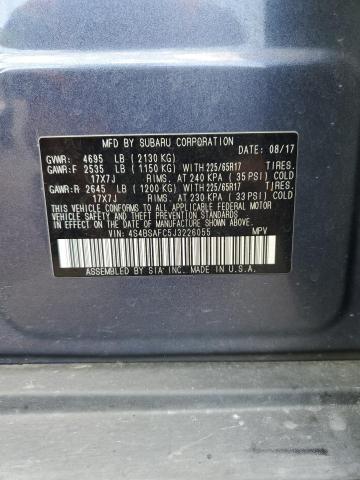 MFD. BY SUBARU CORPORATION DATE 08/17
GVWR: 4695 LB (2130 KG)
GAWR:F 2535 LB (1150 KG) WITH 225/65R17 TIRES,
17X7J RIMS, AT 240 KPA (35 PSI) COLD
GAWR:R 2645 LB (1200 KG) WITH 225/65R17 TIRES,
17X7J RIMS, AT 230 KPA (33 PSI) COLD
THIS VEHICLE CONFORMS TO ALL APPLICABLE FEDERAL MOTOR
VEHICLE SAFETY AND THEFT PREVENTION STANDARDS IN
EFFECT ON THE DATE OF MANUFACTURE SHOWN ABOVE.
VIN: 4S4BSAFC5J3226055 MPV
ASSEMBLED BY SIA INC. MADE IN U.S.A.